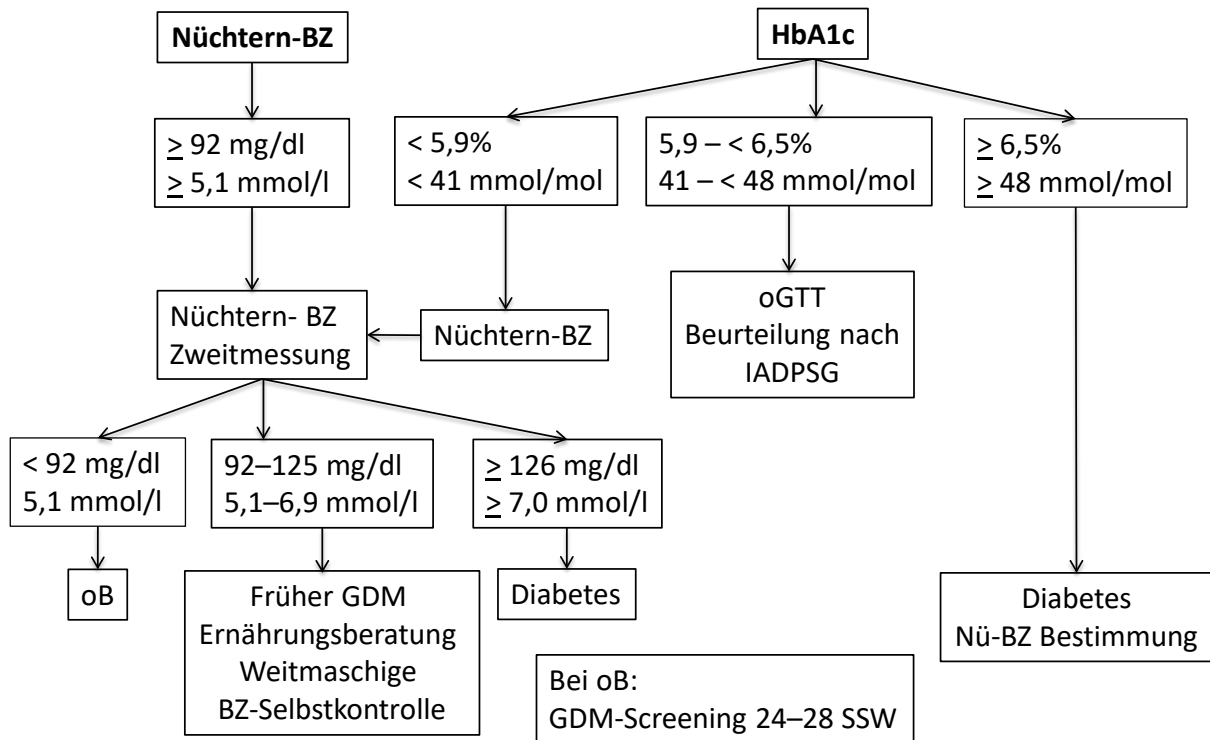 Nüchtern-BZ
HbA1c
≥ 92 mg/dl
≥ 5,1 mmol/l
< 5,9%
< 41 mmol/mol
5,9 – < 6,5%
41 – < 48 mmol/mol
≥ 6,5%
≥ 48 mmol/mol
Nüchtern- BZ
Zweitmessung
Nüchtern-BZ
oGTT
Beurteilung nach
IADPSG
< 92 mg/dl
5,1 mmol/l
92–125 mg/dl
5,1–6,9 mmol/l
≥ 126 mg/dl
≥ 7,0 mmol/l
oB
Früher GDM
Ernährungsberatung
Weitmaschige
BZ-Selbstkontrolle
Diabetes
Diabetes
Nü-BZ Bestimmung
Bei oB:
GDM-Screening 24–28 SSW